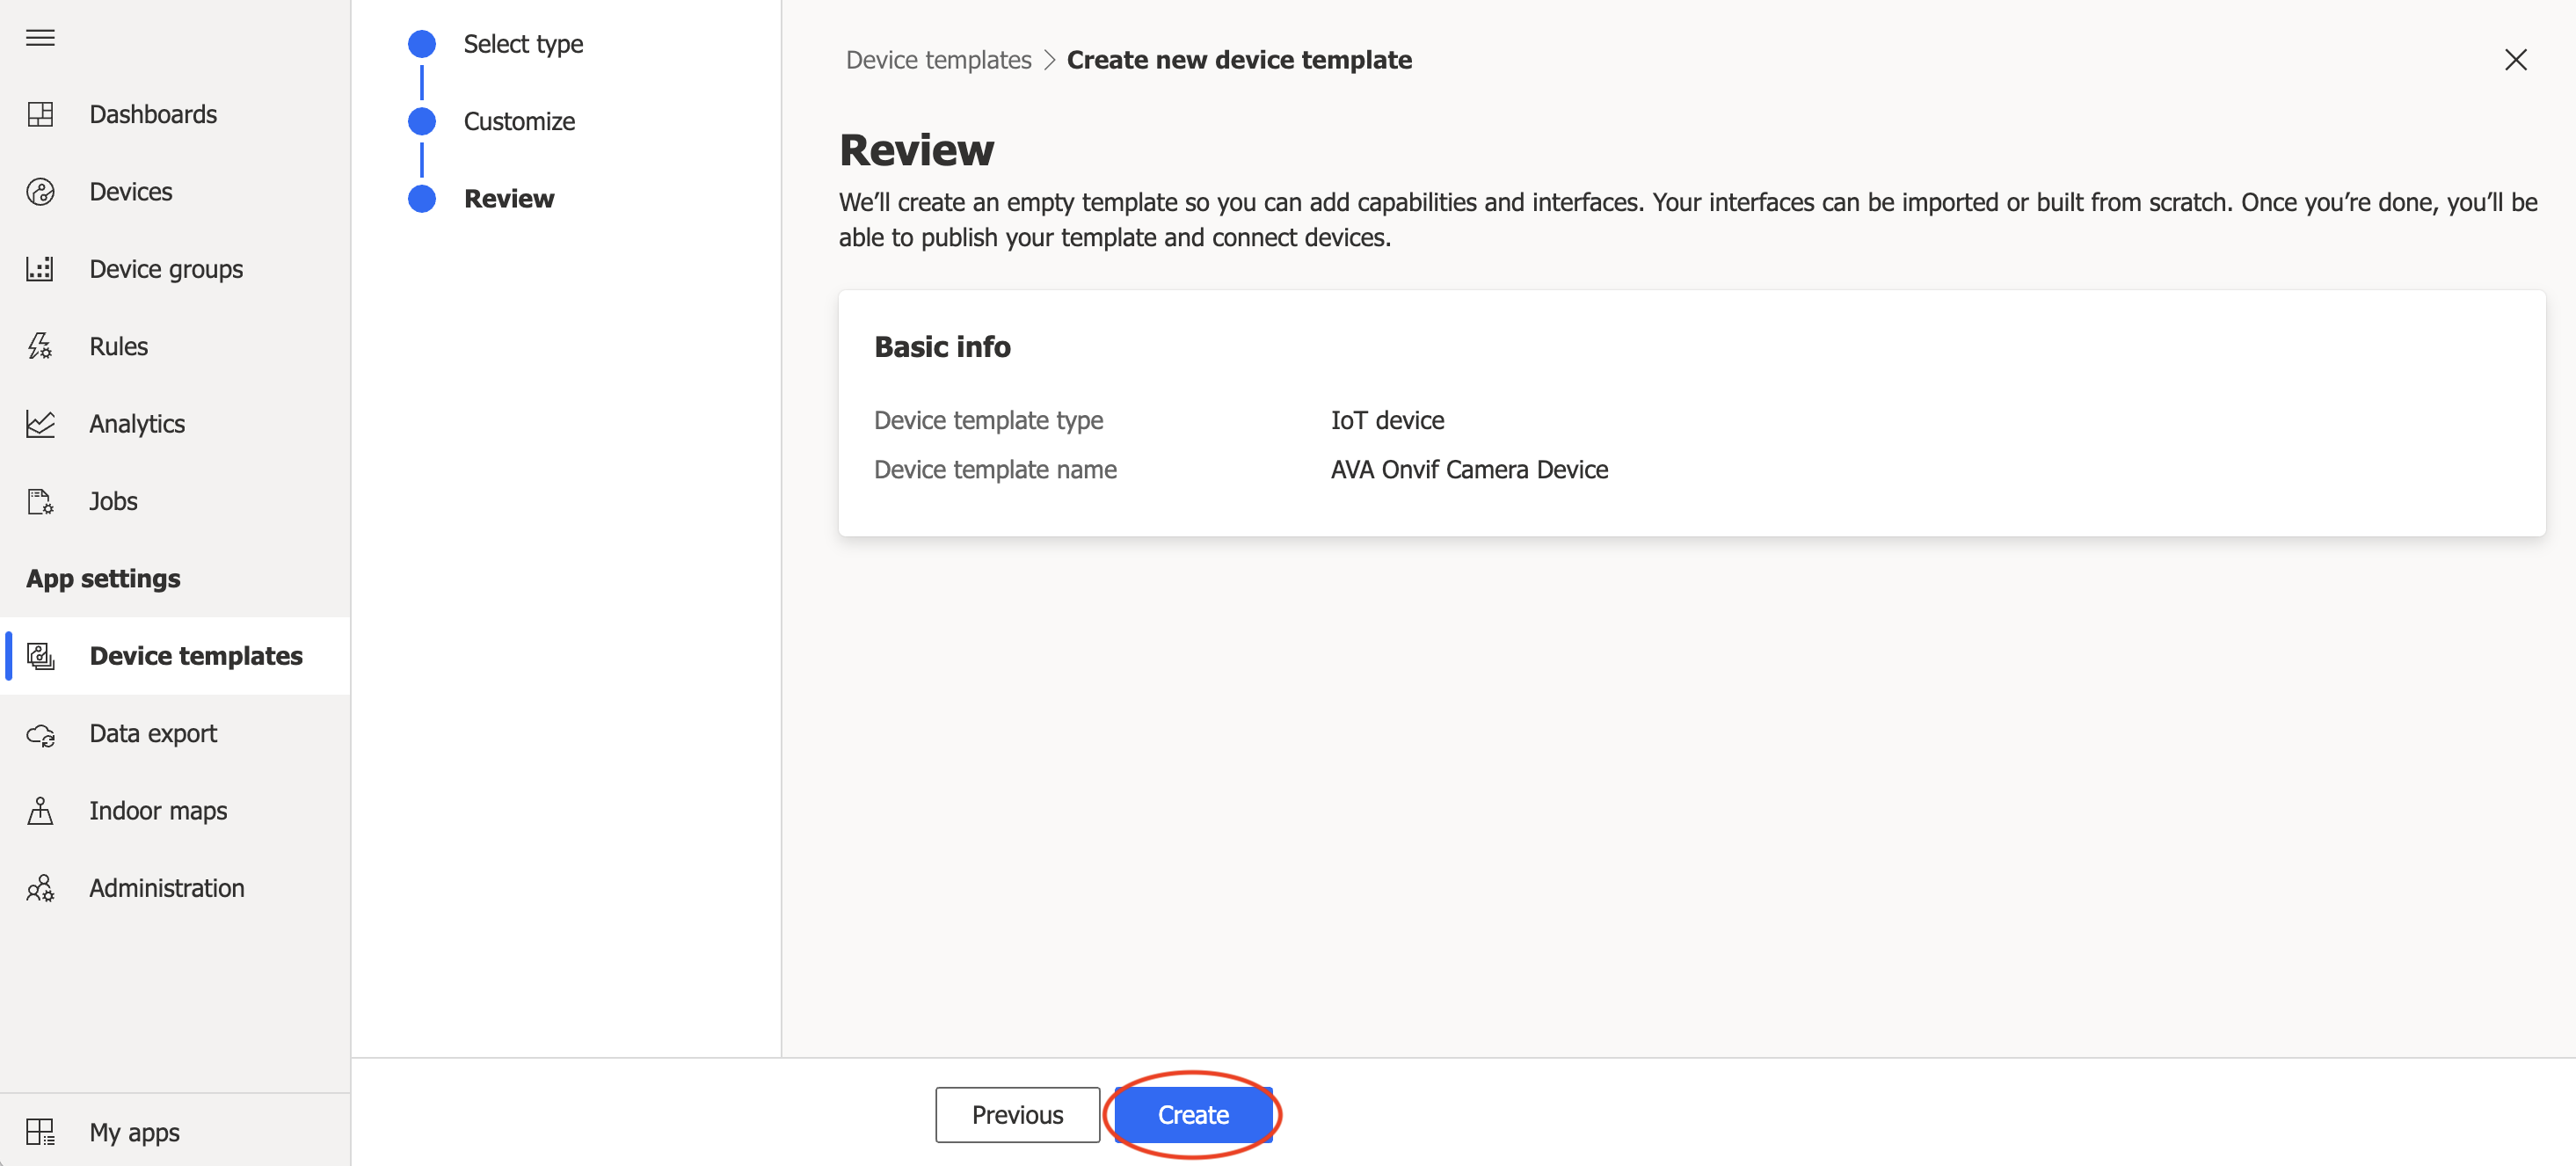 Dashboards
Devices
Device groups
Rules
Analytics
Jobs
App settings
Device templates
Data export
Indoor maps
Administration
My apps
Select type
Customize
Review
Device templates > Create new device template
Review
We’ll create an empty template so you can add capabilities and interfaces. Your interfaces can be imported or built from scratch. Once you’re done, you’ll be
able to publish your template and connect devices.
Basic info
Device template type IoT device
Device template name AVA Onvif Camera Device
Previous Create